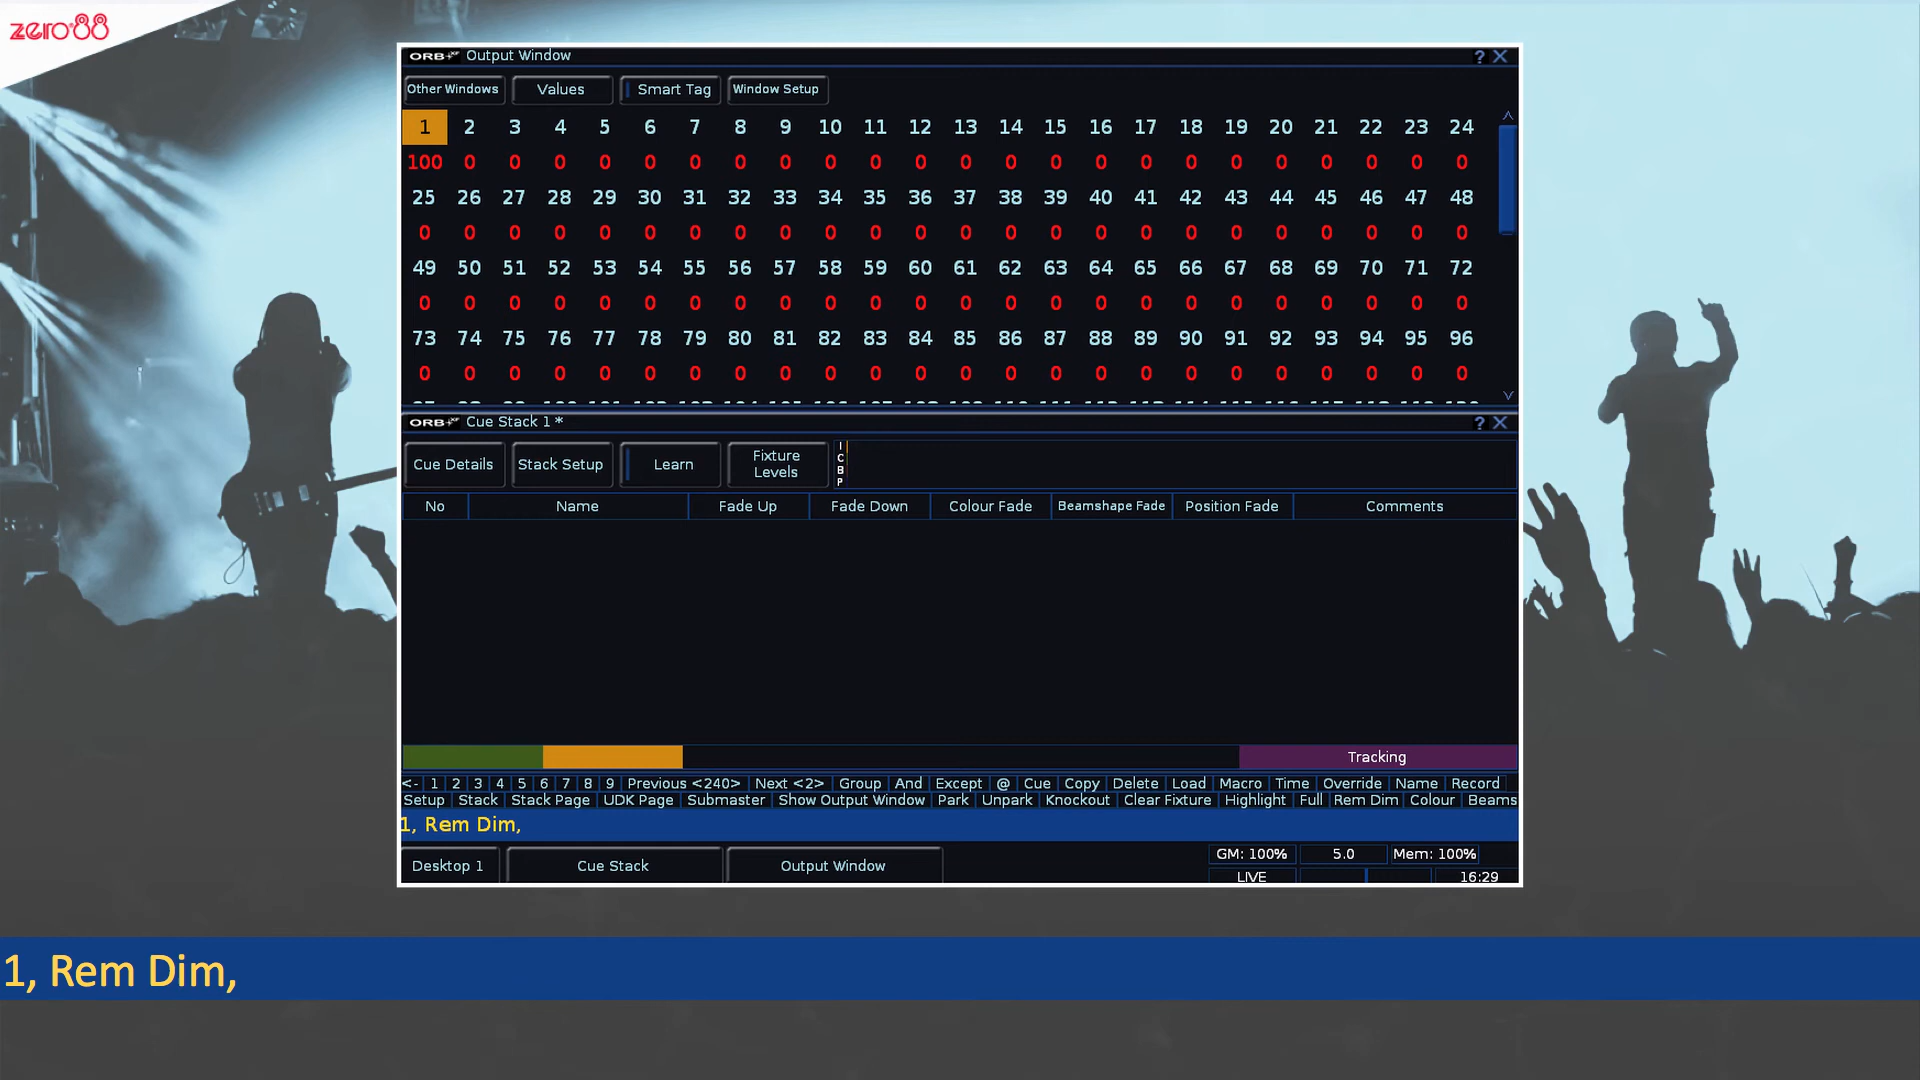 zero88
ORB XF Output Window ? X
Other Windows Values Smart Tag Window Setup
1 2 3 4 5 6 7 8 9 10 11 12 13 14 15 16 17 18 19 20 21 22 23 24
100 0 0 0 0 0 0 0 0 0 0 0 0 0 0 0 0 0 0 0 0 0 0 0
25 26 27 28 29 30 31 32 33 34 35 36 37 38 39 40 41 42 43 44 45 46 47 48
0 0 0 0 0 0 0 0 0 0 0 0 0 0 0 0 0 0 0 0 0 0 0 0
49 50 51 52 53 54 55 56 57 58 59 60 61 62 63 64 65 66 67 68 69 70 71 72
0 0 0 0 0 0 0 0 0 0 0 0 0 0 0 0 0 0 0 0 0 0 0 0
73 74 75 76 77 78 79 80 81 82 83 84 85 86 87 88 89 90 91 92 93 94 95 96
0 0 0 0 0 0 0 0 0 0 0 0 0 0 0 0 0 0 0 0 0 0 0 0
ORB XF Cue Stack 1 * ? X
Cue Details Stack Setup Learn Fixture Levels
I
C
B
P
No Name Fade Up Fade Down Colour Fade Beamshape Fade Position Fade Comments
Tracking
<- 1 2 3 4 5 6 7 8 9 Previous <240> Next <2> Group And Except @ Cue Copy Delete Load Macro Time Override Name Record
Setup Stack Stack Page UDK Page Submaster Show Output Window Park Unpark Knockout Clear Fixture Highlight Full Rem Dim Colour Beams
1, Rem Dim,
Desktop 1 Cue Stack Output Window GM: 100% 5.0 Mem: 100%
LIVE 16:29
1, Rem Dim,